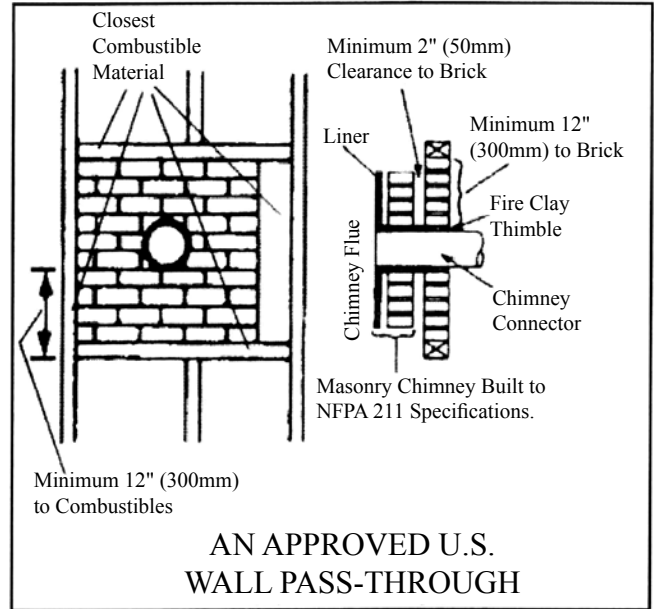 Closest
Combustible
Material
Minimum 2" (50mm)
Clearance to Brick
Liner
Minimum 12"
(300mm) to Brick
Fire Clay
Thimble
Chimney Flue
Chimney
Connector
Masonry Chimney Built to
NFPA 211 Specifications.
Minimum 12" (300mm)
to Combustibles
AN APPROVED U.S.
WALL PASS-THROUGH